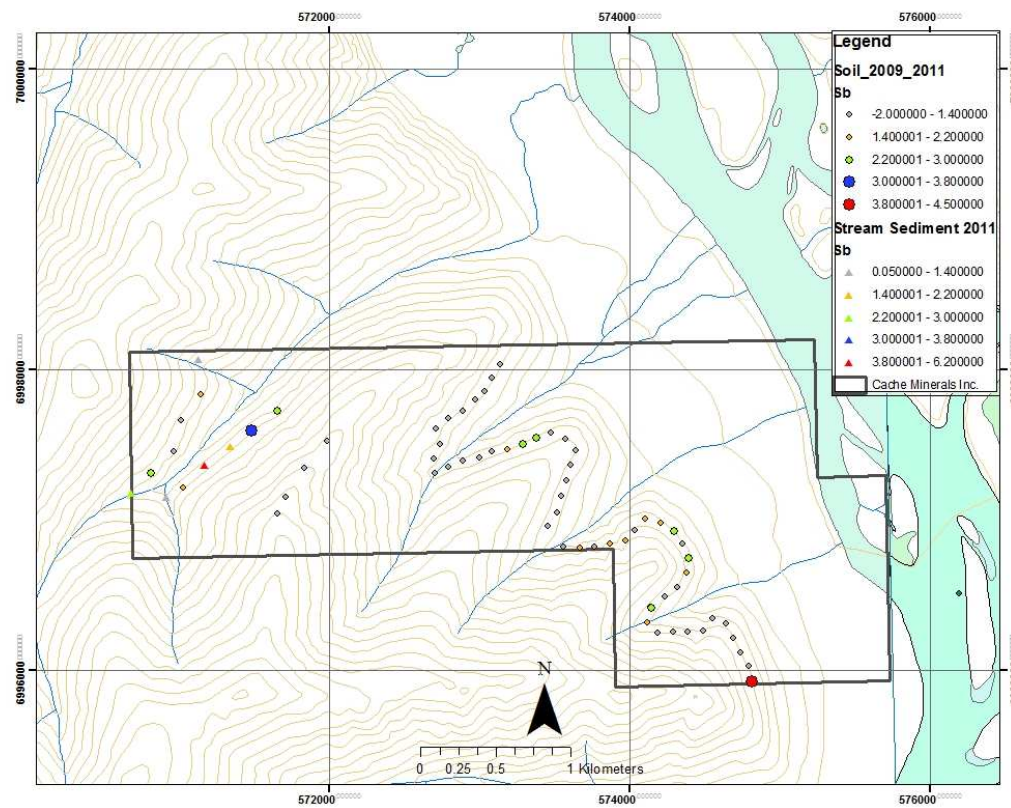 572000 574000 576000
7000000
6998000
6996000
Legend
Soil_2009_2011
Sb
-2.000000 - 1.400000
1.400001 - 2.200000
2.200001 - 3.000000
3.000001 - 3.800000
3.800001 - 4.500000
Stream Sediment 2011
Sb
0.050000 - 1.400000
1.400001 - 2.200000
2.200001 - 3.000000
3.000001 - 3.800000
3.800001 - 6.200000
Cache Minerals Inc.
N
0 0.25 0.5 1 Kilometers
572000 574000 576000